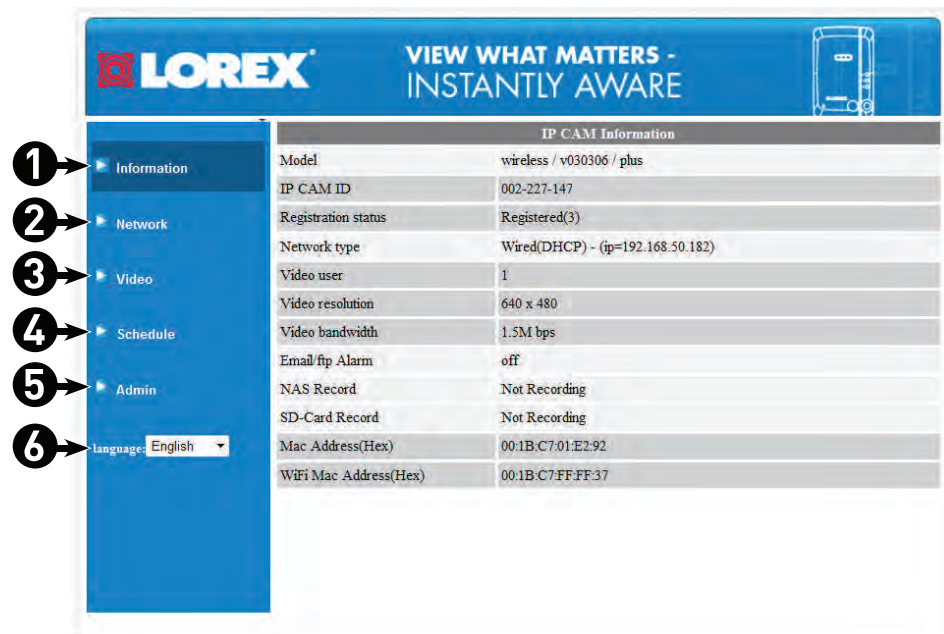 LOREX
VIEW WHAT MATTERS -
INSTANTLY AWARE
1 Information
2 Network
3 Video
4 Schedule
5 Admin
6 language: English
IP CAM Information
Model wireless / v030306 / plus
IP CAM ID 002-227-147
Registration status Registered(3)
Network type Wired(DHCP) - (ip=192.168.50.182)
Video user 1
Video resolution 640 x 480
Video bandwidth 1.5M bps
Email/ftp Alarm off
NAS Record Not Recording
SD-Card Record Not Recording
Mac Address(Hex) 00:1B:C7:01:E2:92
WiFi Mac Address(Hex) 00:1B:C7:FF:FF:37